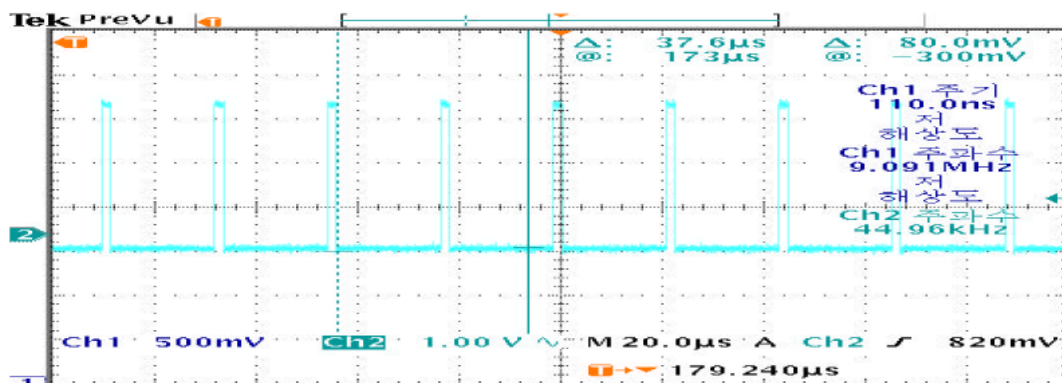 Tek PreVu T
T
Δ: 37.6µs Δ: 80.0mV
@: 173µs @: −300mV
Ch1 주기
110.0ns
저
해상도
Ch1 주파수
9.091MHz
저
해상도
Ch2 주파수
44.96kHz
2
Ch1 500mV Ch2 1.00 V M 20.0µs A Ch2 820mV
T 179.240µs
1